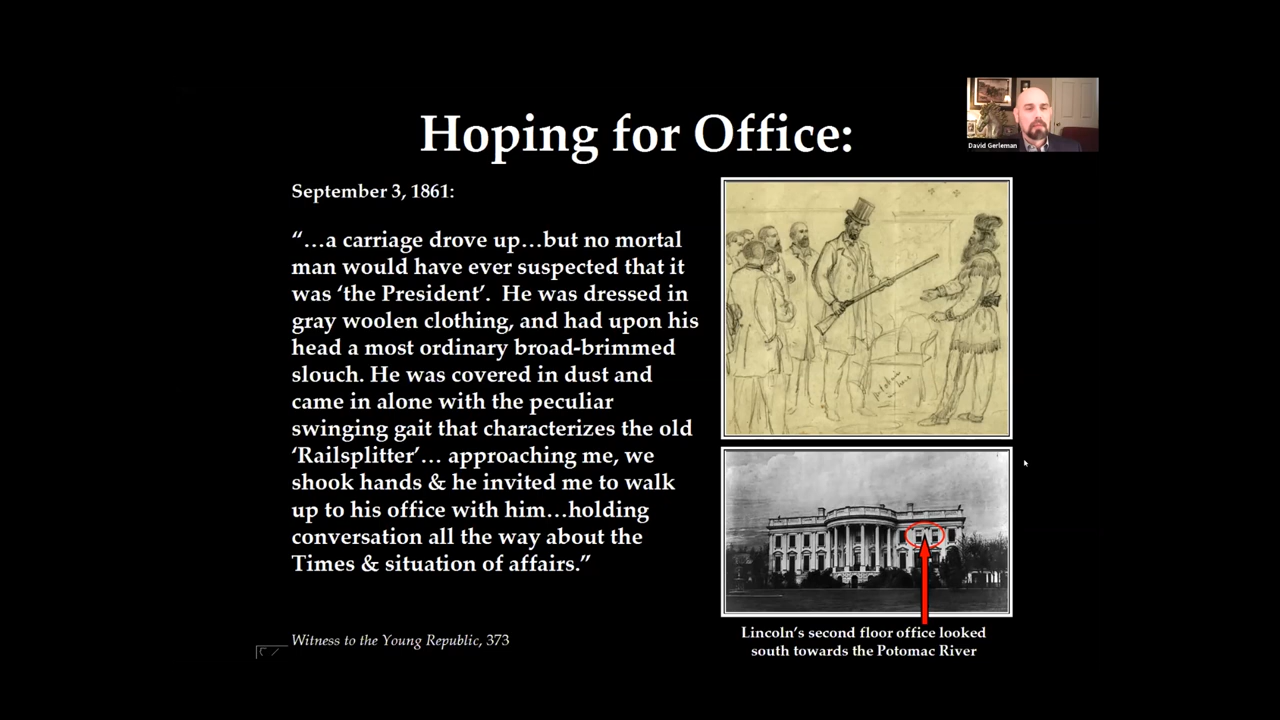 Hoping for Office:
David Gerleman
September 3, 1861:
“…a carriage drove up…but no mortal
man would have ever suspected that it
was ‘the President’.  He was dressed in
gray woolen clothing, and had upon his
head a most ordinary broad-brimmed
slouch. He was covered in dust and
came in alone with the peculiar
swinging gait that characterizes the old
‘Railsplitter’… approaching me, we
shook hands & he invited me to walk
up to his office with him…holding
conversation all the way about the
Times & situation of affairs.”
Witness to the Young Republic, 373
Lincoln’s second floor office looked
south towards the Potomac River